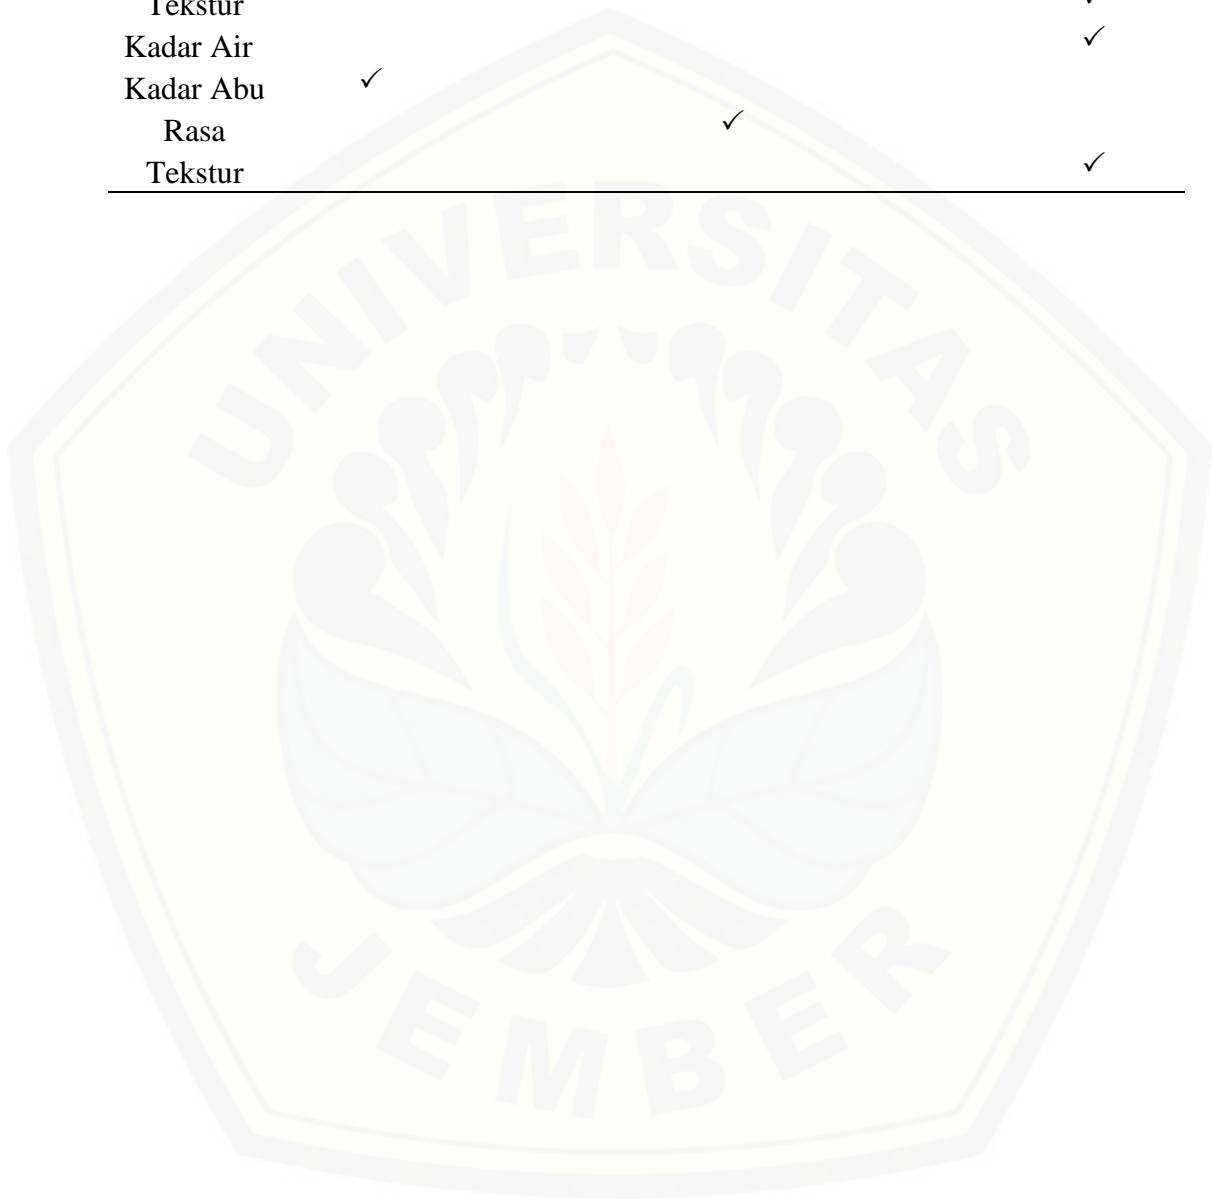 Tekstur ✓
Kadar Air ✓
Kadar Abu ✓
Rasa ✓
Tekstur ✓
UNIVERSITAS
JEMBER